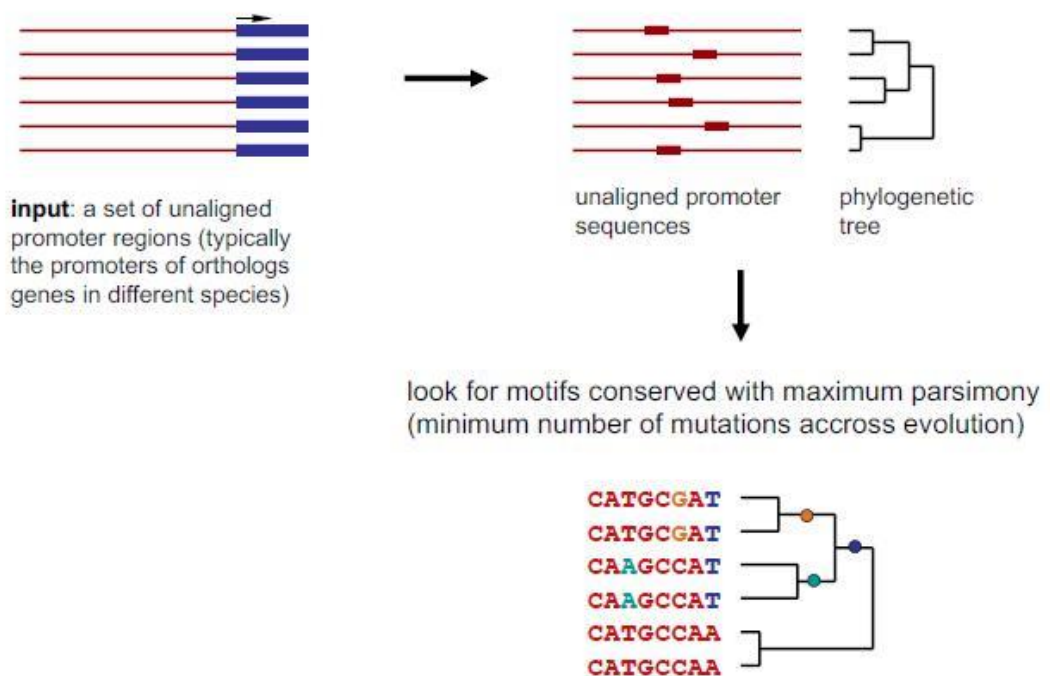 input: a set of unaligned
promoter regions (typically
the promoters of orthologs
genes in different species)
unaligned promoter
sequences
phylogenetic
tree
look for motifs conserved with maximum parsimony
(minimum number of mutations accross evolution)
CATGCGAT
CATGCGAT
CAAGCCAT
CAAGCCAT
CATGCCAA
CATGCCAA